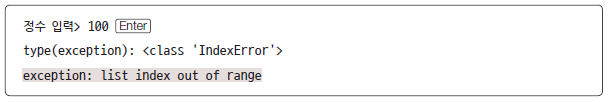 정수 입력> 100 Enter
type(exception): <class 'IndexError'>
exception: list index out of range